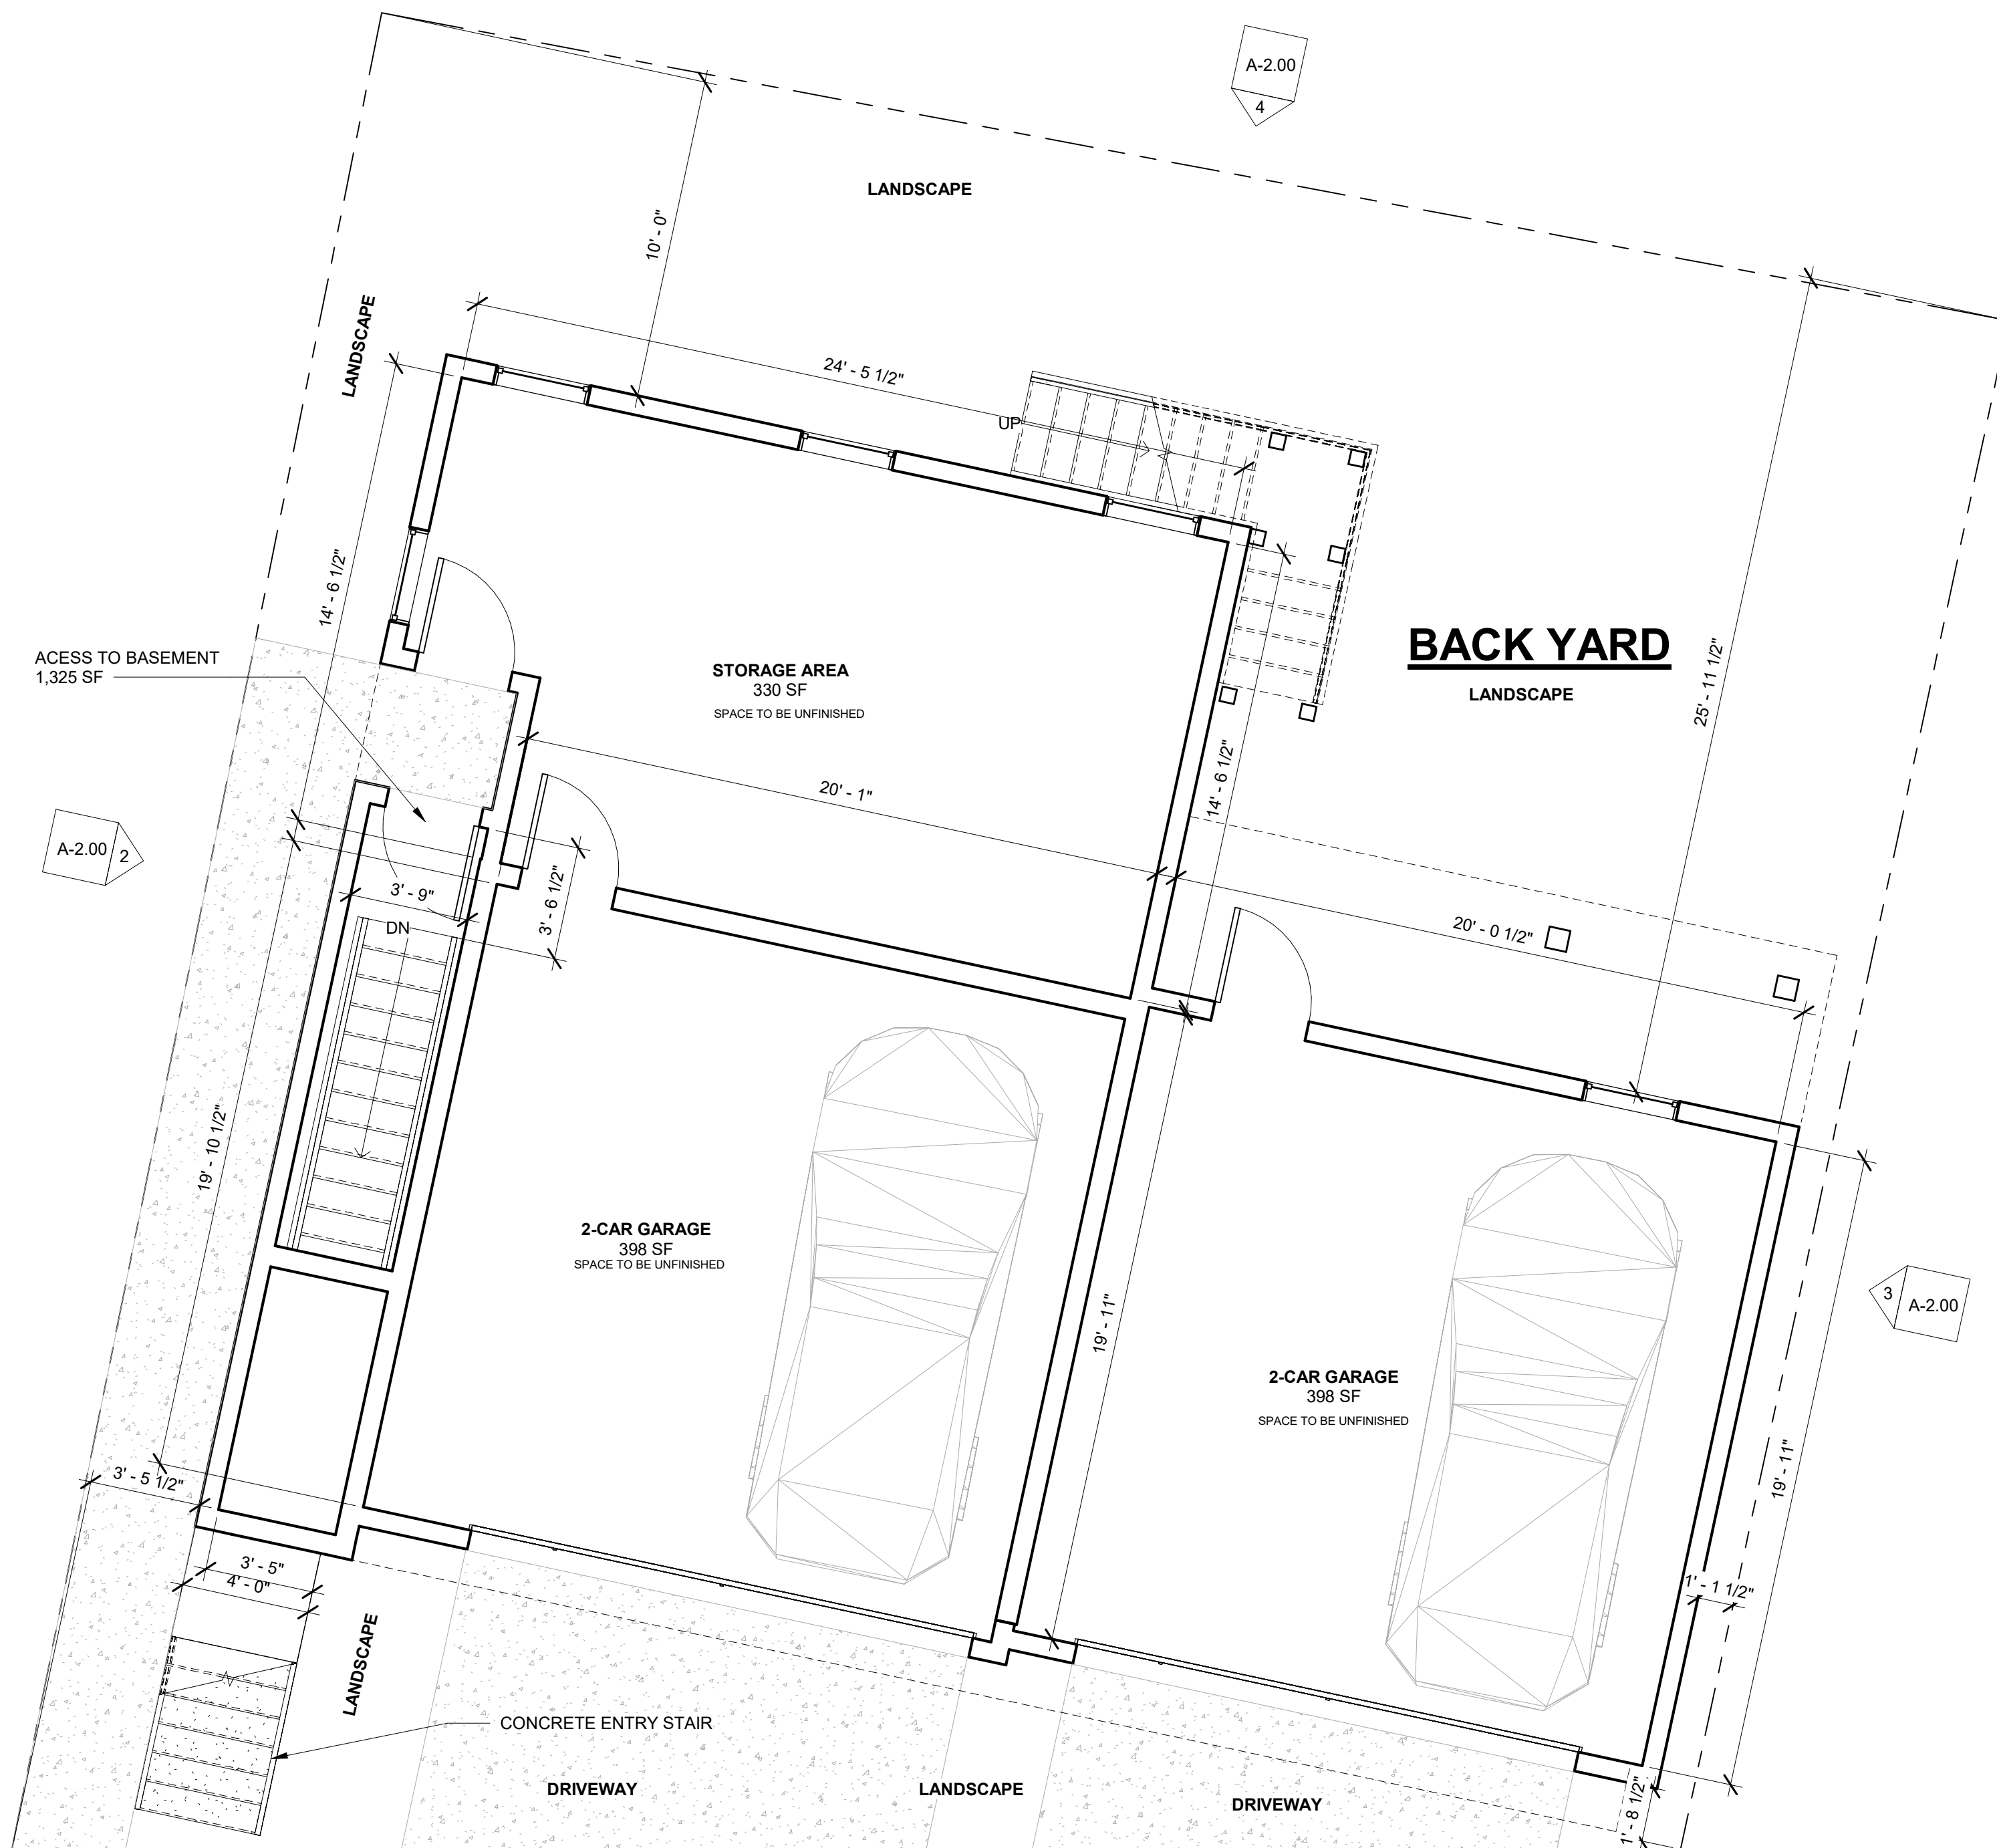 A-2.00
4
LANDSCAPE
10' - 0"
LANDSCAPE
24' - 5 1/2"
UP
14' - 6 1/2"
ACESS TO BASEMENT
1,325 SF
STORAGE AREA
330 SF
SPACE TO BE UNFINISHED
BACK YARD
LANDSCAPE
25' - 11 1/2"
14' - 6 1/2"
20' - 1"
A-2.00
2
3' - 9"
3' - 6 1/2"
DN
20' - 0 1/2"
19' - 10 1/2"
2-CAR GARAGE
398 SF
SPACE TO BE UNFINISHED
19' - 11"
2-CAR GARAGE
398 SF
SPACE TO BE UNFINISHED
3
A-2.00
19' - 11"
3' - 5 1/2"
3' - 5"
4' - 0"
1' - 1 1/2"
LANDSCAPE
CONCRETE ENTRY STAIR
DRIVEWAY
LANDSCAPE
DRIVEWAY
1' - 8 1/2"